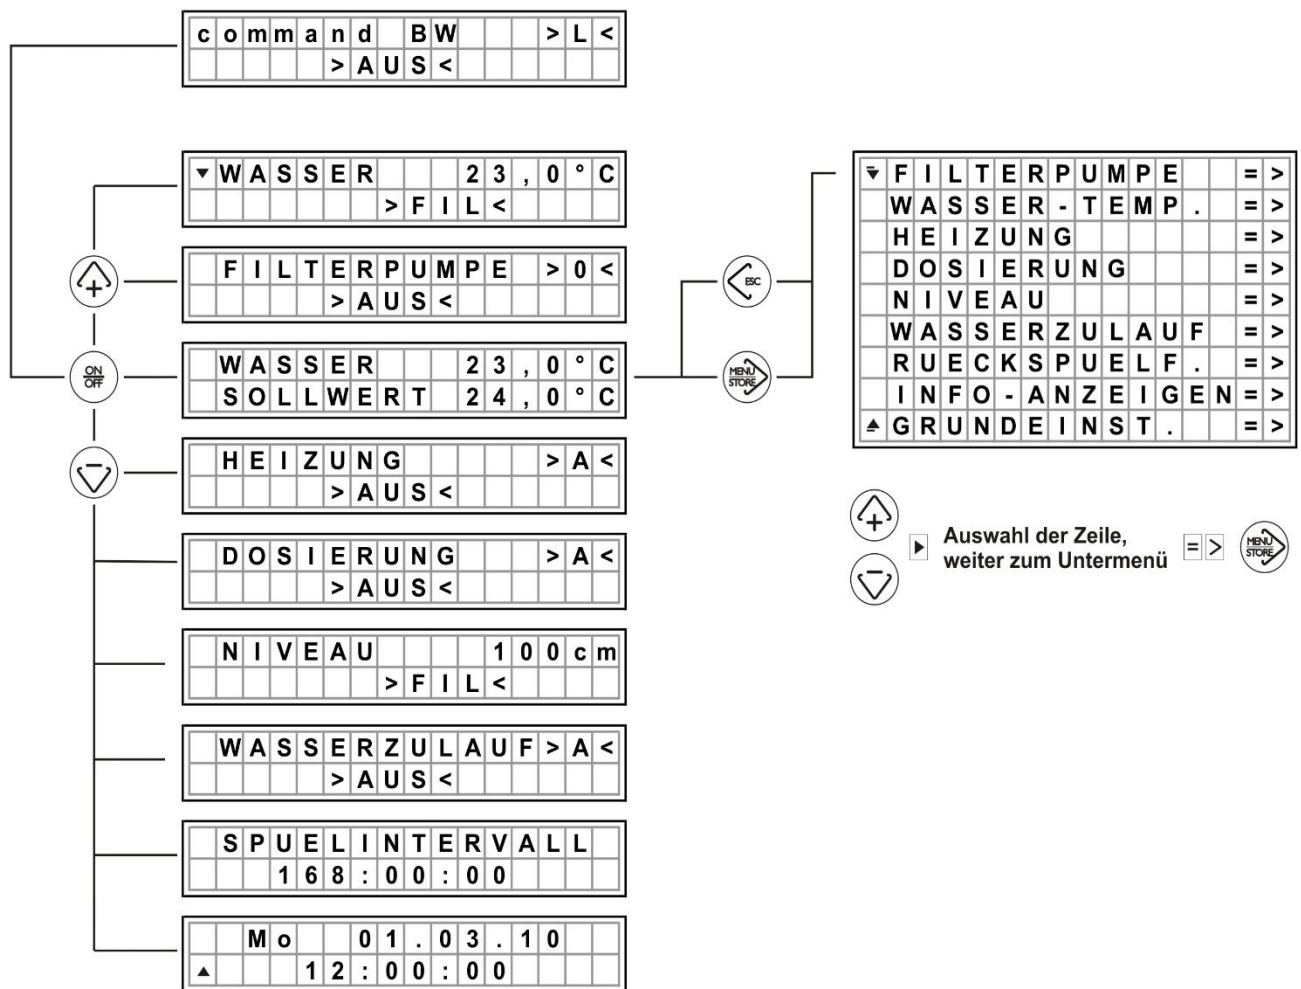 command BW >L<
>AUS<
▼WASSER 23,0°C
>FIL<
FILTERPUMPE >0<
>AUS<
WASSER 23,0°C
SOLLWERT 24,0°C
HEIZUNG >A<
>AUS<
DOSIERUNG >A<
>AUS<
NIVEAU 100cm
>FIL<
WASSERZULAUF>A<
>AUS<
SPUELINTERVALL
168:00:00
Mo 01.03.10
▲ 12:00:00
+
ON
OFF
-
ESC
MENU
STORE
FILTERPUMPE =>
WASSER-TEMP. =>
HEIZUNG =>
DOSIERUNG =>
NIVEAU =>
WASSERZULAUF =>
RUECKSPUELF. =>
INFO-ANZEIGEN=>
GRUNDEINST. =>
+
-
▶ Auswahl der Zeile,
weiter zum Untermenü
=>
MENU
STORE